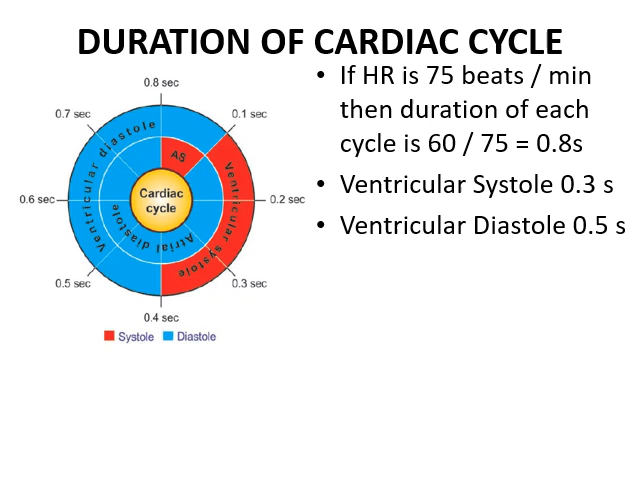 DURATION OF CARDIAC CYCLE
0.8 sec
0.7 sec
0.1 sec
0.6 sec
0.2 sec
0.5 sec
0.3 sec
0.4 sec
Ventricular diastole
AS
Ventricular systole
Atrial diastole
Cardiac
cycle
Systole
Diastole
• If HR is 75 beats / min
then duration of each
cycle is 60 / 75 = 0.8s
• Ventricular Systole 0.3 s
• Ventricular Diastole 0.5 s